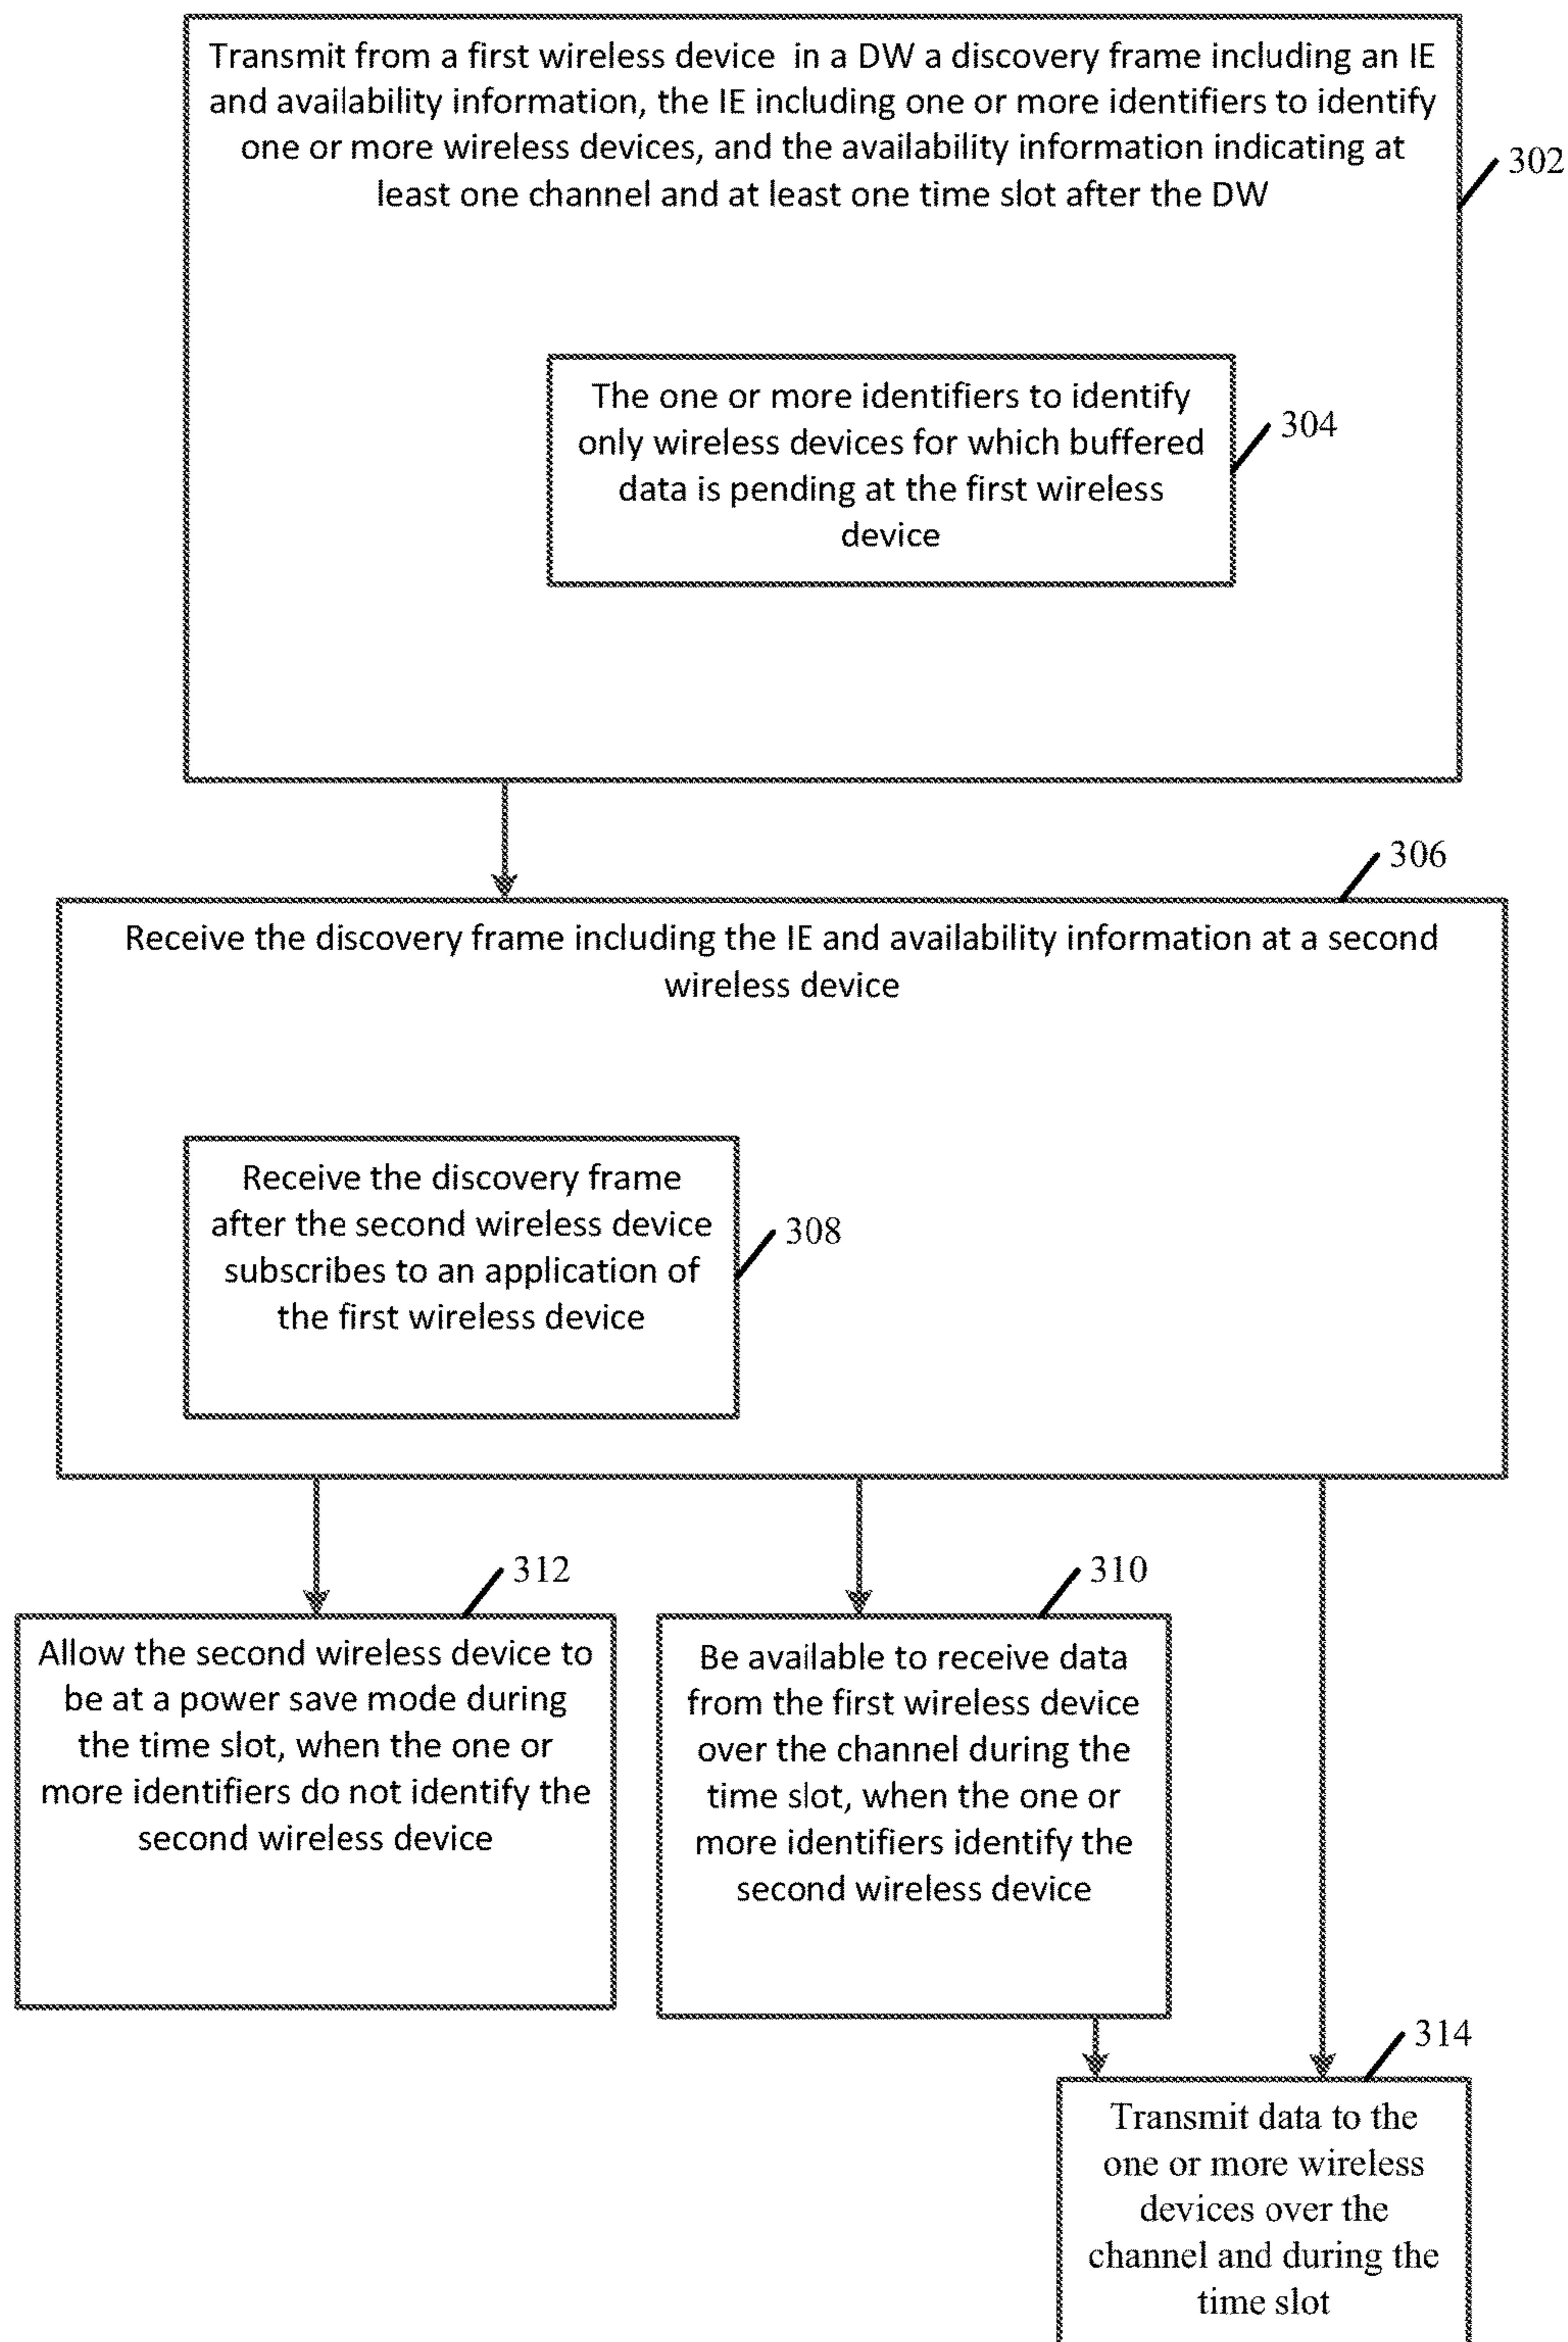 Transmit from a first wireless device in a DW a discovery frame including an IE
and availability information, the IE including one or more identifiers to identify
one or more wireless devices, and the availability information indicating at
least one channel and at least one time slot after the DW
302
The one or more identifiers to identify
only wireless devices for which buffered
data is pending at the first wireless
device
304
306
Receive the discovery frame including the IE and availability information at a second
wireless device
Receive the discovery frame
after the second wireless device
subscribes to an application of
the first wireless device
308
312
Allow the second wireless device to
be at a power save mode during
the time slot, when the one or
more identifiers do not identify the
second wireless device
310
Be available to receive data
from the first wireless device
over the channel during the
time slot, when the one or
more identifiers identify the
second wireless device
314
Transmit data to the
one or more wireless
devices over the
channel and during the
time slot